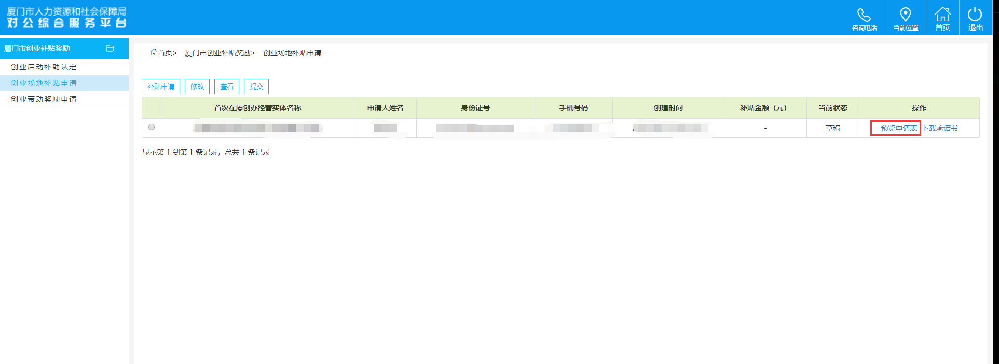 厦门市人力资源和社会保障局
对公综合服务平台
咨询电话 当前位置 首页 退出
厦门市创业补贴奖励
创业启动补助认定
创业场地补贴申请
创业带动奖励申请
首页> 厦门市创业补贴奖励> 创业场地补贴申请
补贴申请 修改 查看 提交
首次在厦创办经营实体名称 申请人姓名 身份证号 手机号码 创建时间 补贴金额（元） 当前状态 操作
- 草稿 预览申请表 下载承诺书
显示第 1 到第 1 条记录，总共 1 条记录